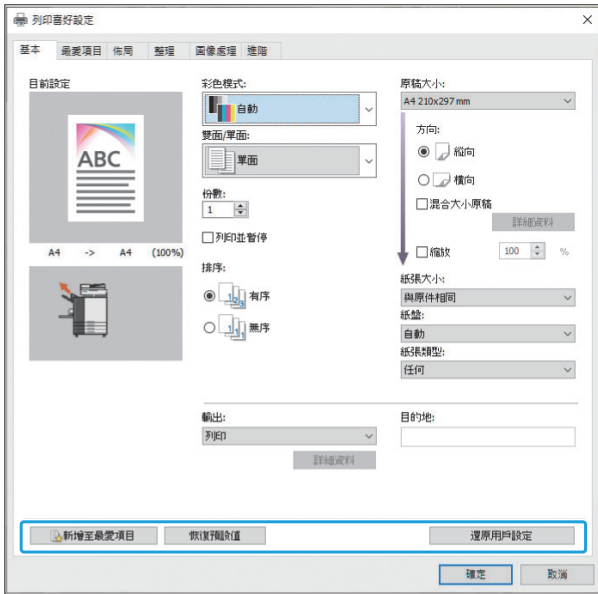 列印喜好設定
基本 最愛項目 佈局 整理 圖像處理 進階
目前設定
ABC
A4 -> A4 (100%)
彩色模式:
自動
雙面/單面:
單面
份數:
1
列印並暫停
排序:
有序
無序
原稿大小:
A4 210x297 mm
方向:
縱向
橫向
混合大小原稿
詳細資料
縮放 100 %
紙張大小:
與原件相同
紙盤:
自動
紙張類型:
任何
輸出:
列印
詳細資料
目的地:
新增至最愛項目 恢復預設值 還原用戶設定
確定 取消